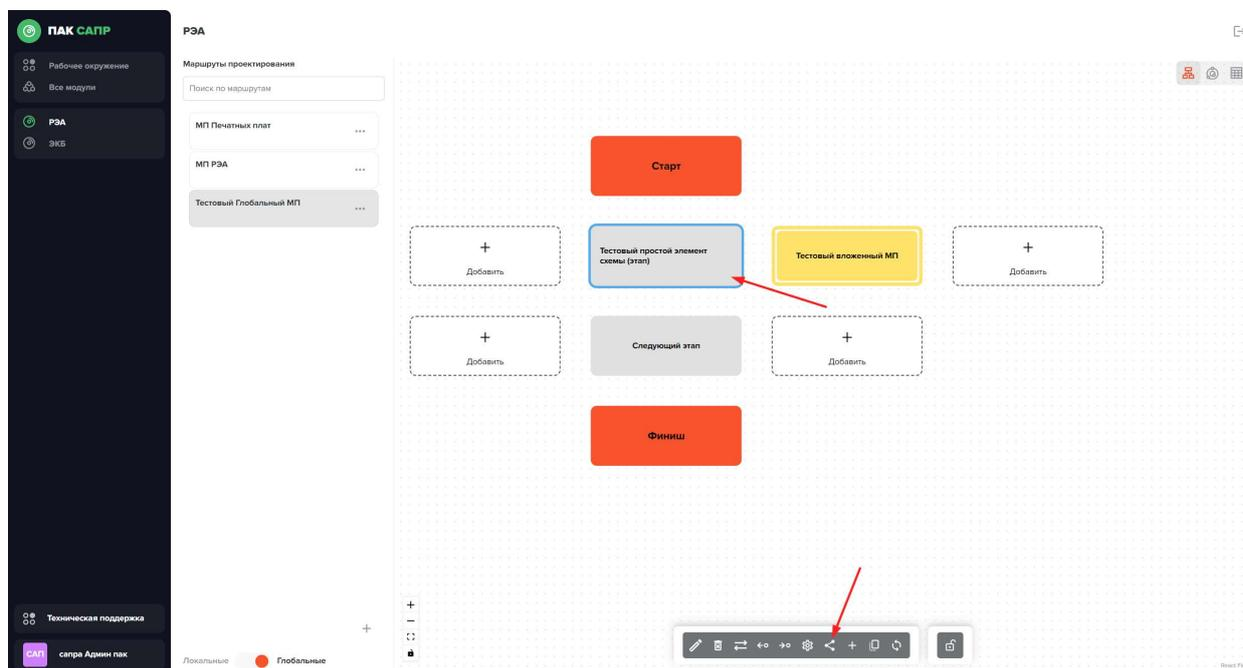 ПАК САПР
РЭА
Рабочее окружение
Все модули
РЭА
ЭКБ
Маршруты проектирования
Поиск по маршрутам
МП Печатных плат
МП РЭА
Тестовый Глобальный МП
Старт
Добавить
Тестовый простой элемент
схемы (этап)
Тестовый вложенный МП
Добавить
Добавить
Следующий этап
Добавить
Финиш
Техническая поддержка
САП
сапра Админ пак
Локальные
Глобальные